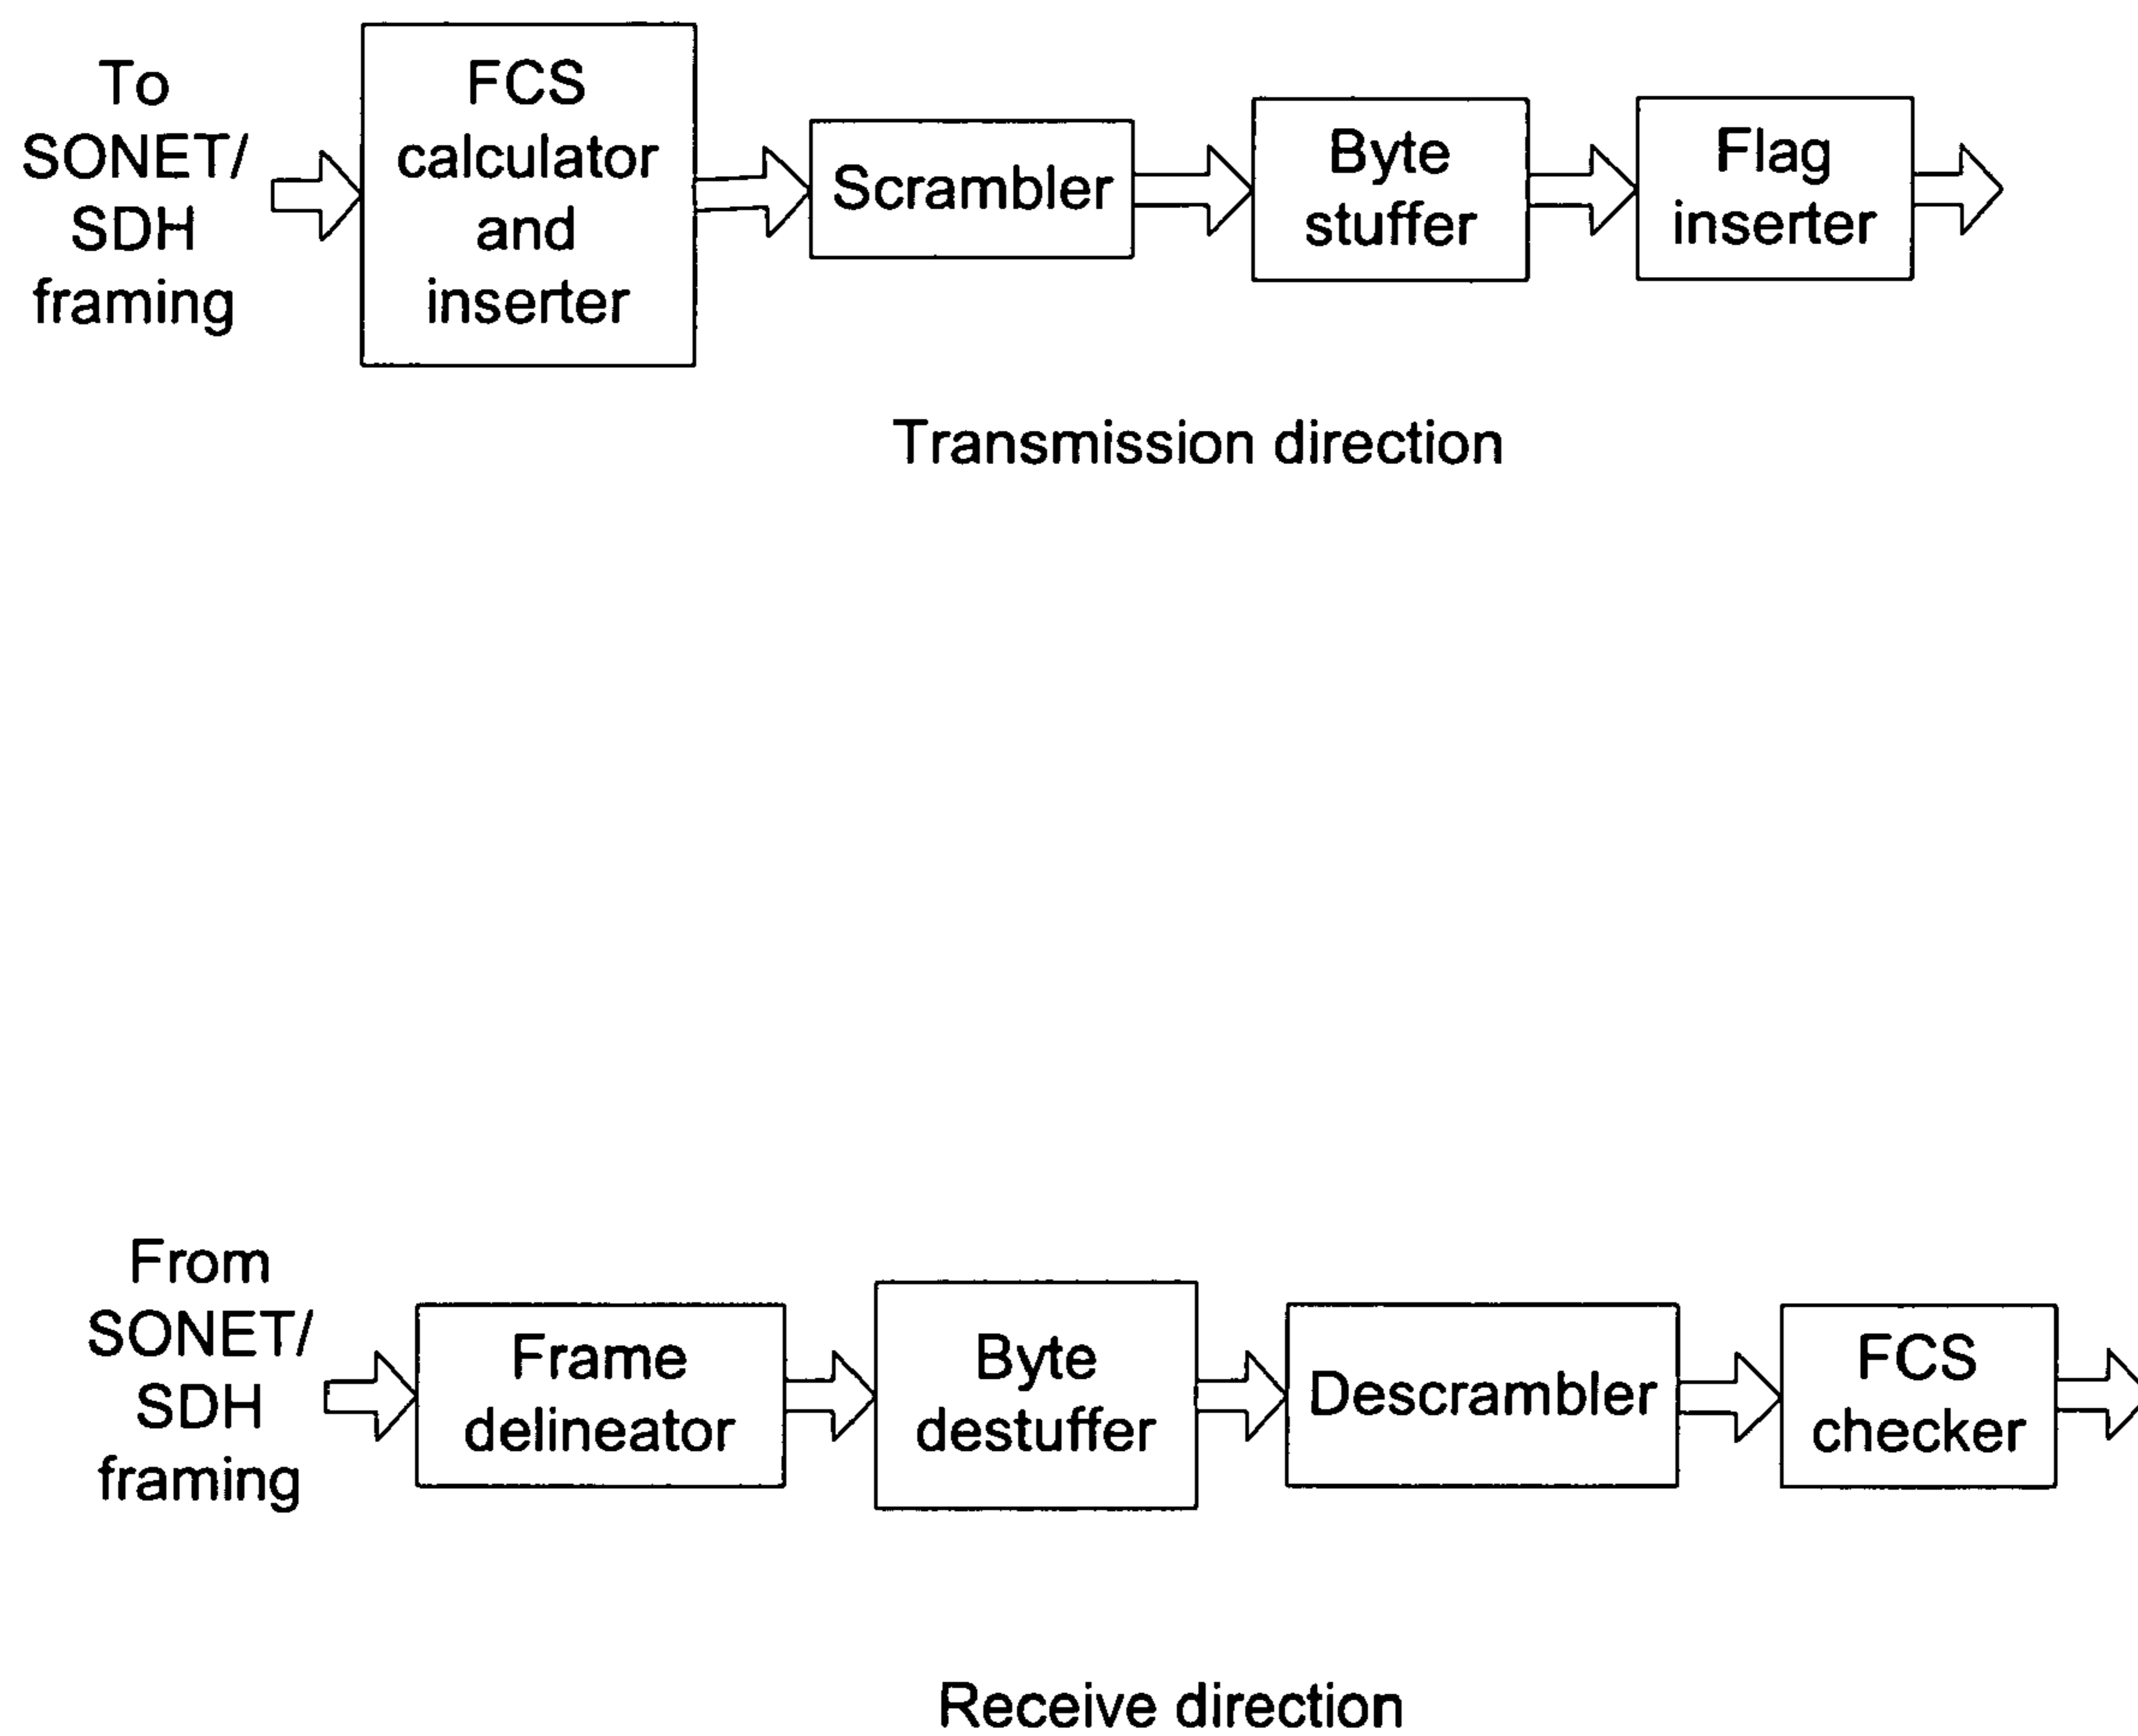 To
SONET/
SDH
framing
FCS
calculator
and
inserter
Scrambler
Byte
stuffer
Flag
inserter
Transmission direction
From
SONET/
SDH
framing
Frame
delineator
Byte
destuffer
Descrambler
FCS
checker
Receive direction